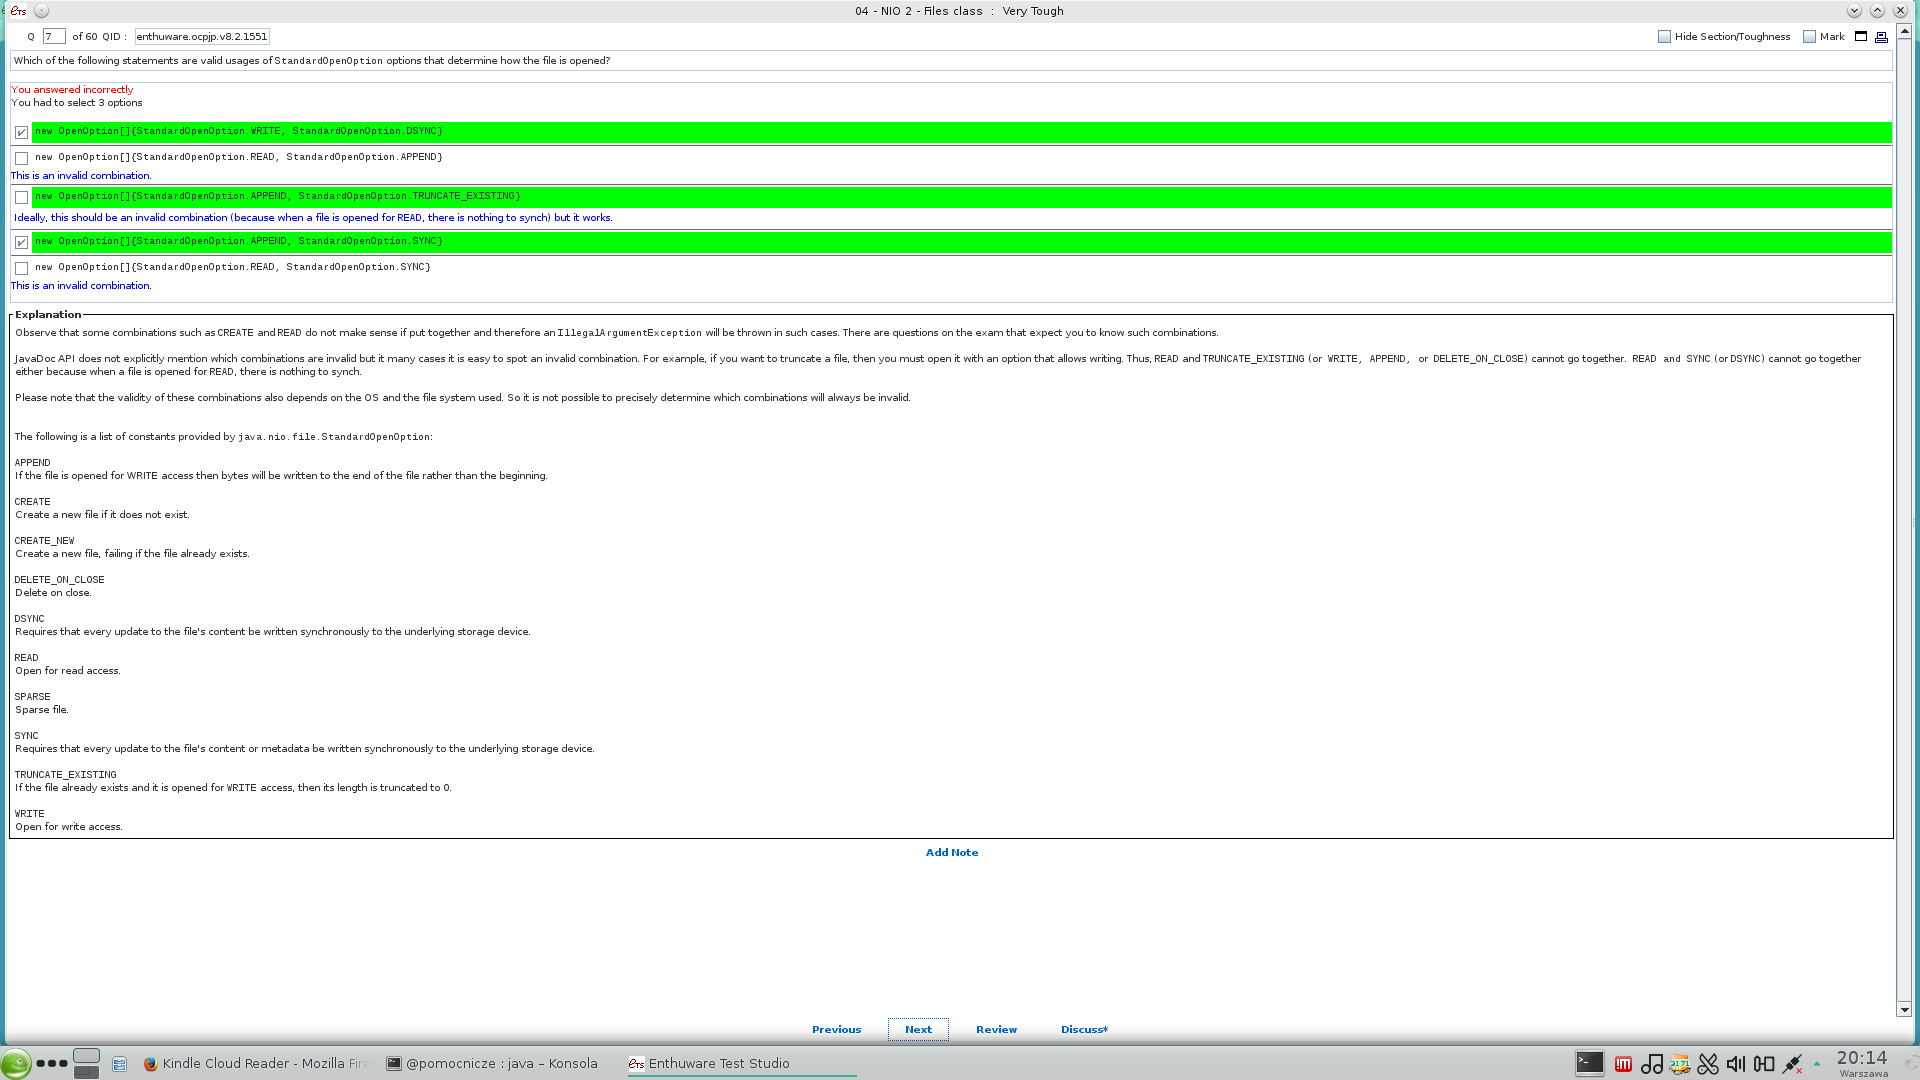 ETS
04 - NIO 2 - Files class : Very Tough
Q 7 of 60 QID : enthuware.ocpjp.v8.2.1551
Hide Section/Toughness Mark
Which of the following statements are valid usages of StandardOpenOption options that determine how the file is opened?
You answered incorrectly
You had to select 3 options
new OpenOption[]{StandardOpenOption.WRITE, StandardOpenOption.DSYNC}
new OpenOption[]{StandardOpenOption.READ, StandardOpenOption.APPEND}
This is an invalid combination.
new OpenOption[]{StandardOpenOption.APPEND, StandardOpenOption.TRUNCATE_EXISTING}
Ideally, this should be an invalid combination (because when a file is opened for READ, there is nothing to synch) but it works.
new OpenOption[]{StandardOpenOption.APPEND, StandardOpenOption.SYNC}
new OpenOption[]{StandardOpenOption.READ, StandardOpenOption.SYNC}
This is an invalid combination.
Explanation
Observe that some combinations such as CREATE and READ do not make sense if put together and therefore an IllegalArgumentException will be thrown in such cases. There are questions on the exam that expect you to know such combinations.
JavaDoc API does not explicitly mention which combinations are invalid but it many cases it is easy to spot an invalid combination. For example, if you want to truncate a file, then you must open it with an option that allows writing. Thus, READ and TRUNCATE_EXISTING (or WRITE, APPEND, or DELETE_ON_CLOSE) cannot go together. READ and SYNC (or DSYNC) cannot go together
either because when a file is opened for READ, there is nothing to synch.
Please note that the validity of these combinations also depends on the OS and the file system used. So it is not possible to precisely determine which combinations will always be invalid.
The following is a list of constants provided by java.nio.file.StandardOpenOption:
APPEND
If the file is opened for WRITE access then bytes will be written to the end of the file rather than the beginning.
CREATE
Create a new file if it does not exist.
CREATE_NEW
Create a new file, failing if the file already exists.
DELETE_ON_CLOSE
Delete on close.
DSYNC
Requires that every update to the file's content be written synchronously to the underlying storage device.
READ
Open for read access.
SPARSE
Sparse file.
SYNC
Requires that every update to the file's content or metadata be written synchronously to the underlying storage device.
TRUNCATE_EXISTING
If the file already exists and it is opened for WRITE access, then its length is truncated to 0.
WRITE
Open for write access.
Add Note
Previous Next Review Discuss*
Kindle Cloud Reader - Mozilla Fire @pomocnicze : java – Konsola ETS Enthuware Test Studio 20:14
Warszawa